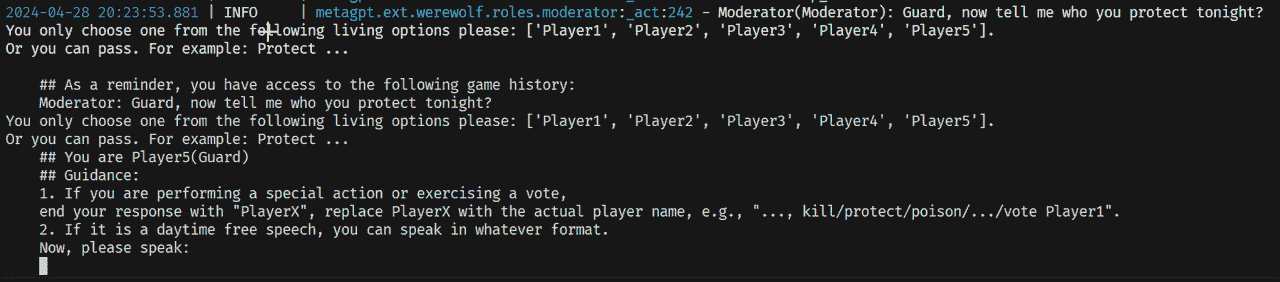 2024-04-28 20:23:53.881 | INFO     | metagpt.ext.werewolf.roles.moderator:_act:242 - Moderator(Moderator): Guard, now tell me who you protect tonight?
You only choose one from the following living options please: ['Player1', 'Player2', 'Player3', 'Player4', 'Player5'].
Or you can pass. For example: Protect ...
## As a reminder, you have access to the following game history:
Moderator: Guard, now tell me who you protect tonight?
You only choose one from the following living options please: ['Player1', 'Player2', 'Player3', 'Player4', 'Player5'].
Or you can pass. For example: Protect ...
## You are Player5(Guard)
## Guidance:
1. If you are performing a special action or exercising a vote,
end your response with "PlayerX", replace PlayerX with the actual player name, e.g., "..., kill/protect/poison/.../vote Player1".
2. If it is a daytime free speech, you can speak in whatever format.
Now, please speak: